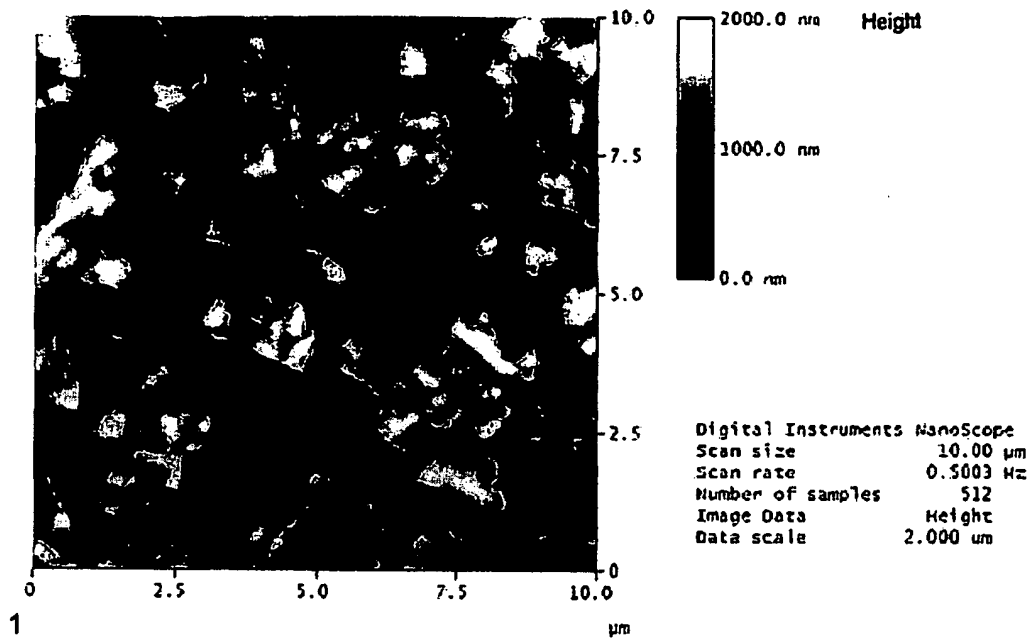 10.0
7.5
5.0
2.5
0
0 2.5 5.0 7.5 10.0
µm
1
2000.0 nm
1000.0 nm
0.0 nm
Height
Digital Instruments NanoScope
Scan size 10.00 µm
Scan rate 0.5003 Hz
Number of samples 512
Image Data Height
Data scale 2.000 um